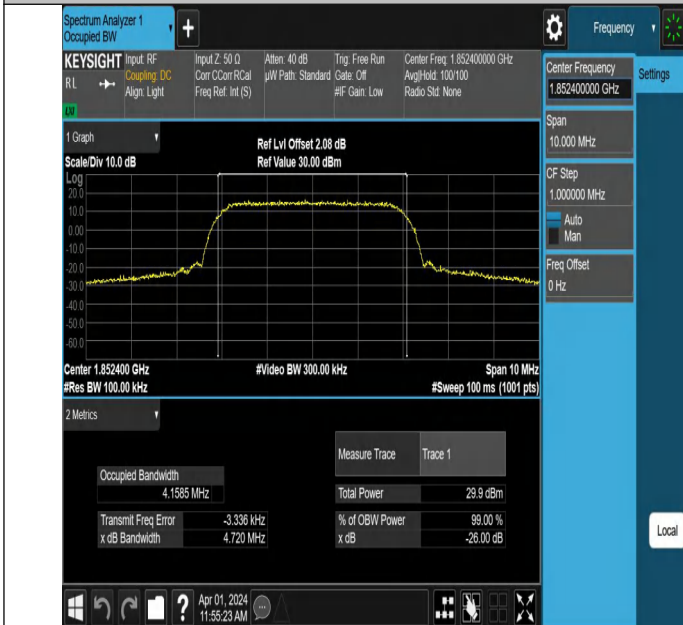 Spectrum Analyzer 1
Occupied BW
+
Frequency
KEYSIGHT
RL
LXI
Input: RF
Coupling: DC
Align: Light
Input Z: 50 Ω
Corr CCorr RCal
Freq Ref: Int (S)
Atten: 40 dB
µW Path: Standard
Trig: Free Run
Gate: Off
#IF Gain: Low
Center Freq: 1.852400000 GHz
Avg|Hold: 100/100
Radio Std: None
Center Frequency
1.852400000 GHz
Settings
Span
10.000 MHz
CF Step
1.000000 MHz
Auto
Man
Freq Offset
0 Hz
1 Graph
Scale/Div 10.0 dB
Ref Lvl Offset 2.08 dB
Ref Value 30.00 dBm
Log
20.0
10.0
0.00
-10.0
-20.0
-30.0
-40.0
-50.0
-60.0
Center 1.852400 GHz
#Video BW 300.00 kHz
Span 10 MHz
#Res BW 100.00 kHz
#Sweep 100 ms (1001 pts)
2 Metrics
Measure Trace Trace 1
Occupied Bandwidth
4.1585 MHz
Total Power 29.9 dBm
Transmit Freq Error -3.336 kHz
% of OBW Power 99.00 %
x dB Bandwidth 4.720 MHz
x dB -26.00 dB
Local
?
Apr 01, 2024
11:55:23 AM